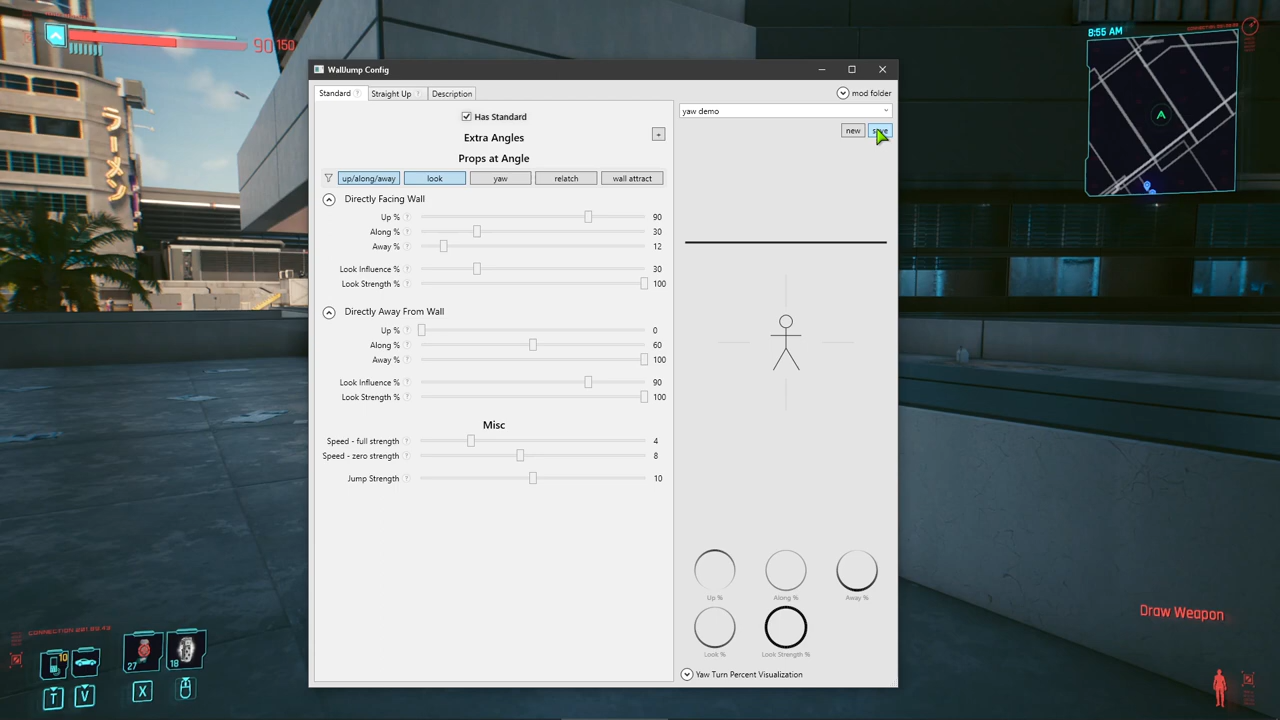 90 150
ラーメン
8:55 AM
WallJump Config
Standard ?
Straight Up ?
Description
mod folder
Has Standard
yaw demo
new
save
Extra Angles
+
Props at Angle
up/along/away
look
yaw
relatch
wall attract
Directly Facing Wall
Up % ? 90
Along % ? 30
Away % ? 12
Look Influence % ? 30
Look Strength % ? 100
Directly Away From Wall
Up % ? 0
Along % ? 60
Away % ? 100
Look Influence % ? 90
Look Strength % ? 100
Misc
Speed - full strength ? 4
Speed - zero strength ? 8
Jump Strength ? 10
Up %
Along %
Away %
Look %
Look Strength %
Yaw Turn Percent Visualization
Draw Weapon
10
27
18
T
V
X